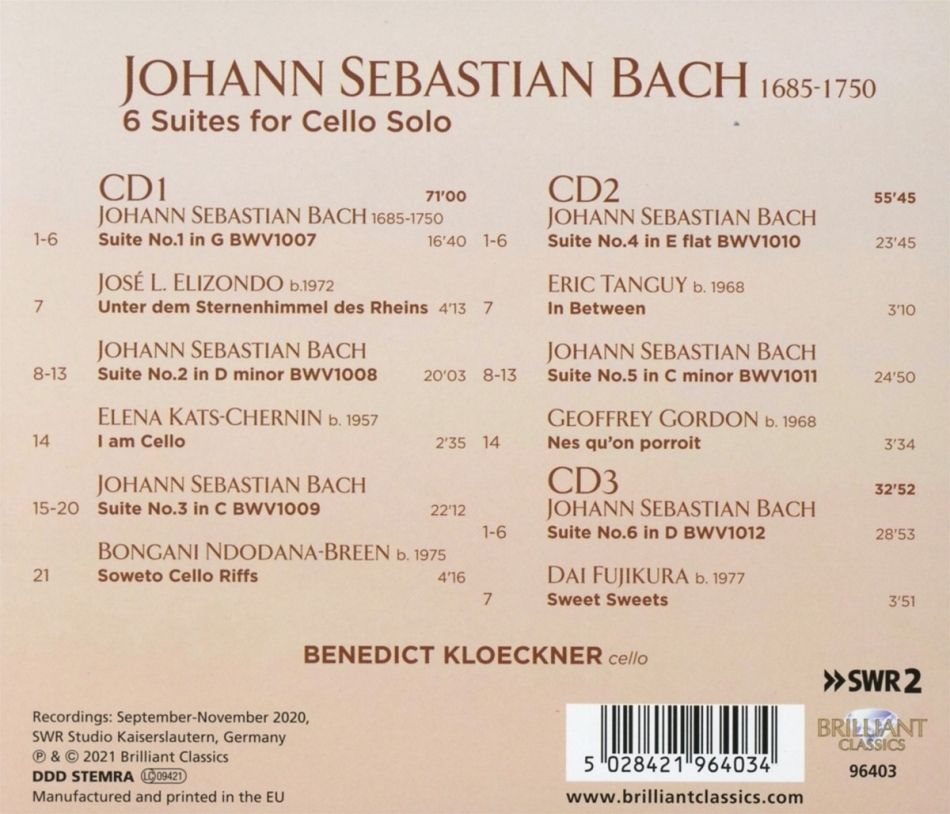 JOHANN SEBASTIAN BACH 1685-1750
6 Suites for Cello Solo
CD1 71'00
JOHANN SEBASTIAN BACH 1685-1750
1-6 Suite No.1 in G BWV1007 16'40
JOSÉ L. ELIZONDO b.1972
7 Unter dem Sternenhimmel des Rheins 4'13
JOHANN SEBASTIAN BACH
8-13 Suite No.2 in D minor BWV1008 20'03
ELENA KATS-CHERNIN b. 1957
14 I am Cello 2'35
JOHANN SEBASTIAN BACH
15-20 Suite No.3 in C BWV1009 22'12
BONGANI NDODANA-BREEN b. 1975
21 Soweto Cello Riffs 4'16
CD2 55'45
JOHANN SEBASTIAN BACH
1-6 Suite No.4 in E flat BWV1010 23'45
ERIC TANGUY b. 1968
7 In Between 3'10
JOHANN SEBASTIAN BACH
8-13 Suite No.5 in C minor BWV1011 24'50
GEOFFREY GORDON b. 1968
14 Nes qu'on porroit 3'34
CD3 32'52
JOHANN SEBASTIAN BACH
1-6 Suite No.6 in D BWV1012 28'53
DAI FUJIKURA b. 1977
7 Sweet Sweets 3'51
BENEDICT KLOECKNER cello
Recordings: September-November 2020,
SWR Studio Kaiserslautern, Germany
℗ & © 2021 Brilliant Classics
DDD STEMRA LC 09421
Manufactured and printed in the EU
5 028421 964034
www.brilliantclassics.com
SWR2
BRILLIANT
CLASSICS
96403